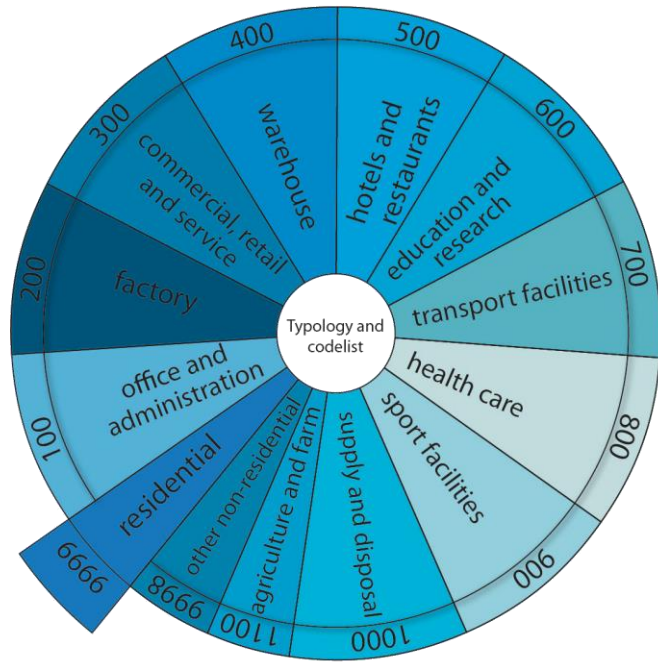 Typology and
codelist
100
office and
administration
200
factory
300
commercial, retail
and service
400
warehouse
500
hotels and
restaurants
600
education and
research
700
transport facilities
800
health care
900
sport facilities
1000
supply and disposal
1100
agriculture and farm
9998
other non-residential
9999
residential